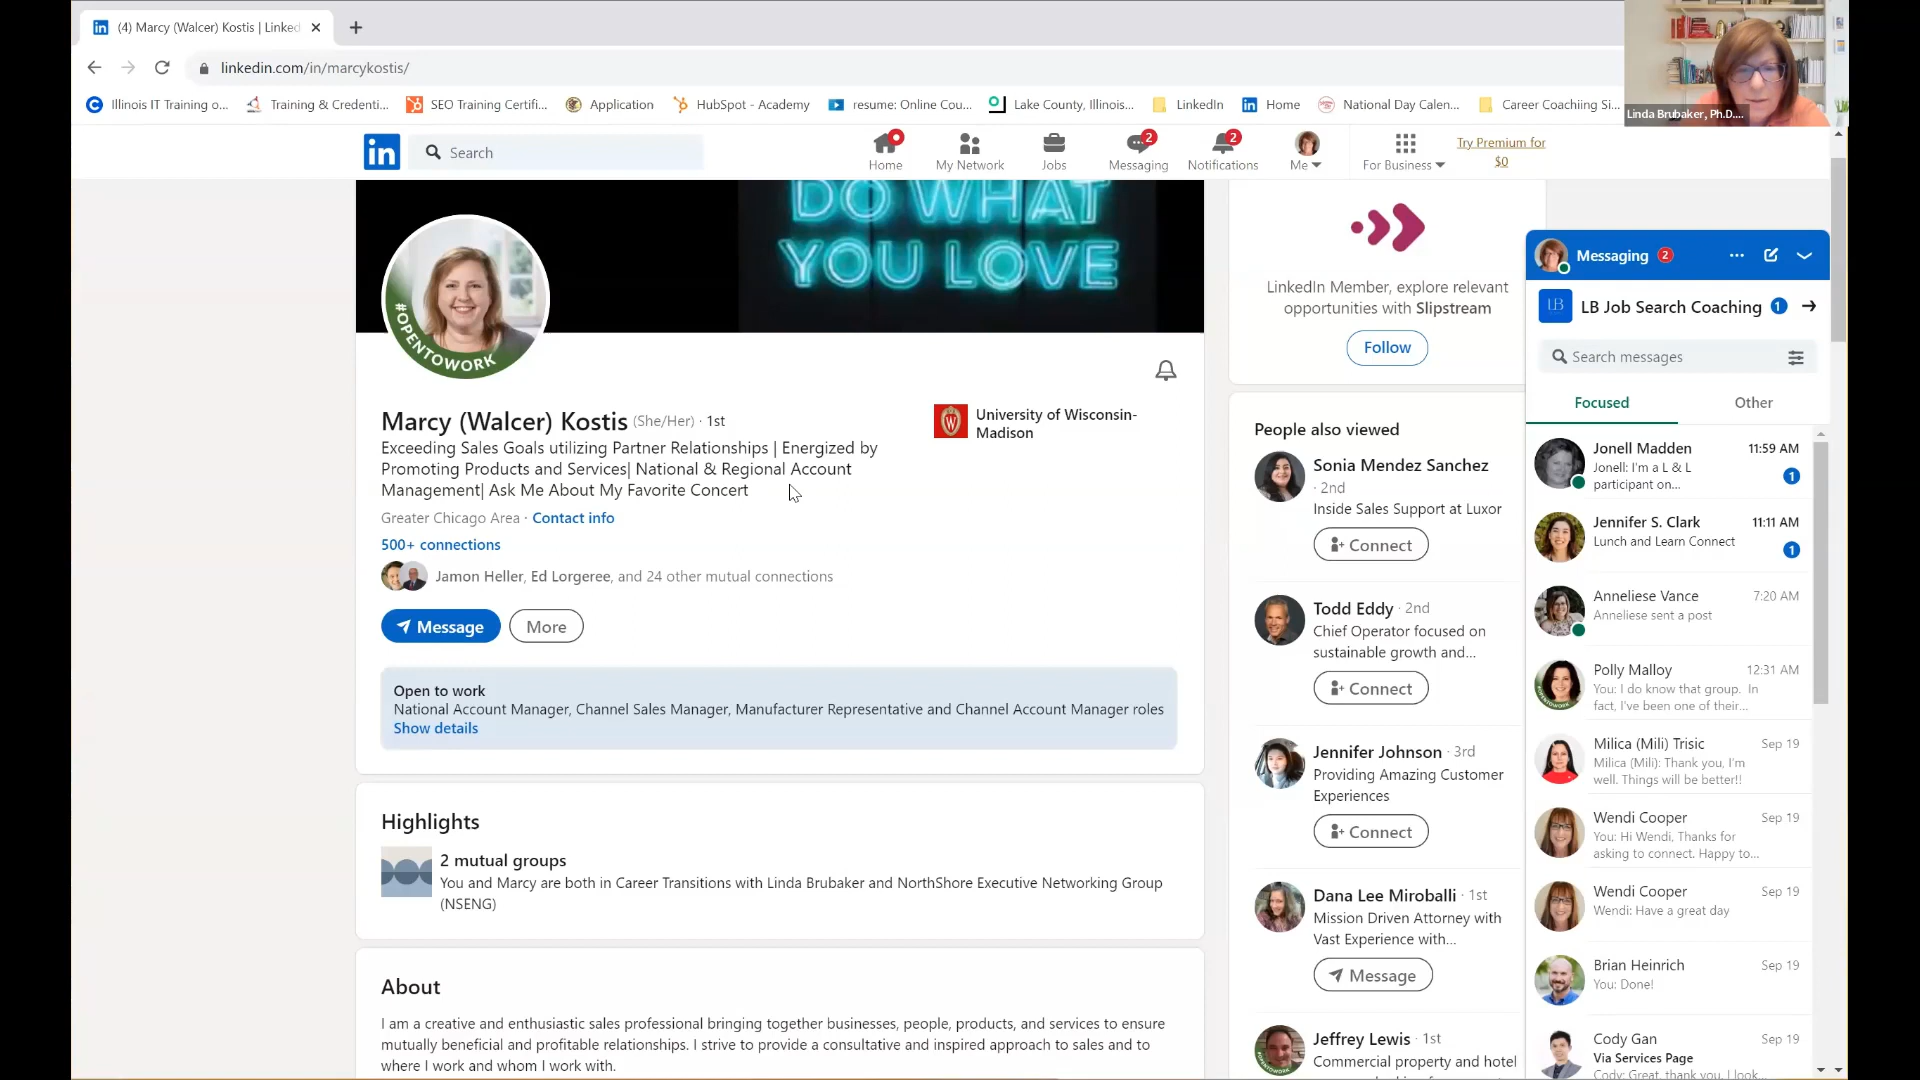 (4) Marcy (Walcer) Kostis | Linked
linkedin.com/in/marcykostis/
Illinois IT Training o...
Training & Credenti...
SEO Training Certifi...
Application
HubSpot - Academy
resume: Online Cou...
Lake County, Illinois...
LinkedIn
Home
National Day Calen...
Career Coachiing Si...
Linda Brubaker, Ph.D....
in
Search
Home
My Network
Jobs
2
Messaging
2
Notifications
Me
For Business
Try Premium for
$0
DO WHAT
YOU LOVE
#OPENTOWORK
Marcy (Walcer) Kostis (She/Her) · 1st
Exceeding Sales Goals utilizing Partner Relationships | Energized by
Promoting Products and Services| National & Regional Account
Management| Ask Me About My Favorite Concert
Greater Chicago Area · Contact info
500+ connections
Jamon Heller, Ed Lorgeree, and 24 other mutual connections
Message
More
University of Wisconsin-
Madison
Open to work
National Account Manager, Channel Sales Manager, Manufacturer Representative and Channel Account Manager roles
Show details
Highlights
2 mutual groups
You and Marcy are both in Career Transitions with Linda Brubaker and NorthShore Executive Networking Group
(NSENG)
About
I am a creative and enthusiastic sales professional bringing together businesses, people, products, and services to ensure
mutually beneficial and profitable relationships. I strive to provide a consultative and inspired approach to sales and to
where I work and whom I work with.
LinkedIn Member, explore relevant
opportunities with Slipstream
Follow
People also viewed
Sonia Mendez Sanchez
· 2nd
Inside Sales Support at Luxor
Connect
Todd Eddy · 2nd
Chief Operator focused on
sustainable growth and...
Connect
Jennifer Johnson · 3rd
Providing Amazing Customer
Experiences
Connect
Dana Lee Miroballi · 1st
Mission Driven Attorney with
Vast Experience with...
Message
Jeffrey Lewis · 1st
Commercial property and hotel
Messaging 2
LB
LB Job Search Coaching 1
Search messages
Focused
Other
Jonell Madden 11:59 AM
Jonell: I'm a L & L
participant on...
1
Jennifer S. Clark 11:11 AM
Lunch and Learn Connect
1
Anneliese Vance 7:20 AM
Anneliese sent a post
Polly Malloy 12:31 AM
You: I do know that group. In
fact, I've been one of their...
Milica (Mili) Trisic Sep 19
Milica (Mili): Thank you, I'm
well. Things will be better!!
Wendi Cooper Sep 19
You: Hi Wendi, Thanks for
asking to connect. Happy to...
Wendi Cooper Sep 19
Wendi: Have a great day
Brian Heinrich Sep 19
You: Done!
Cody Gan Sep 19
Via Services Page
Cody: Great, thank you, I look...